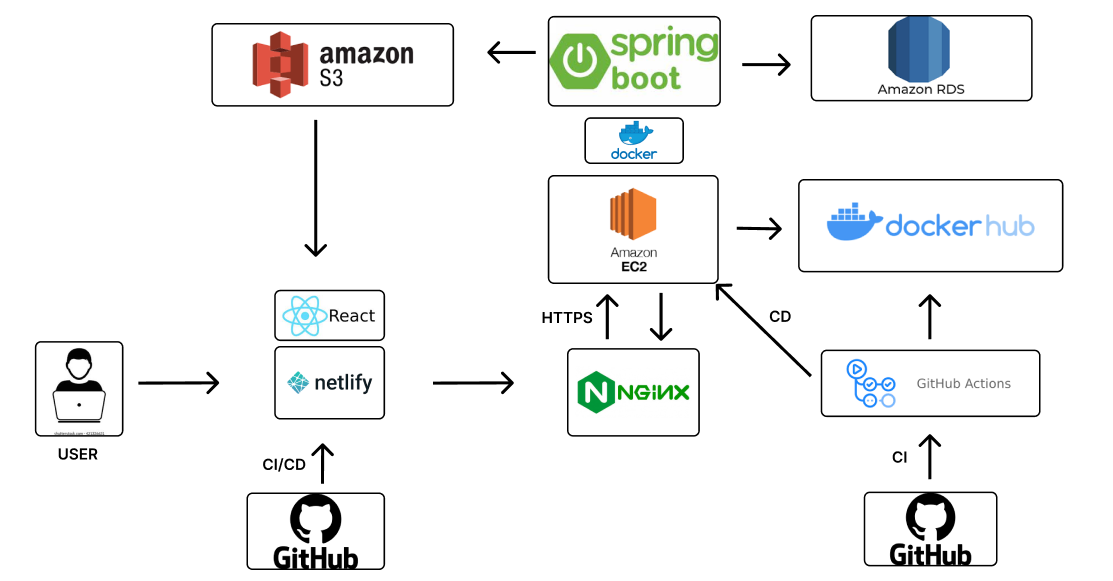 amazon
S3
spring
boot
Amazon RDS
docker
Amazon
EC2
docker hub
HTTPS
CD
React
netlify
NGINX
GitHub Actions
USER
CI/CD
CI
GitHub
GitHub